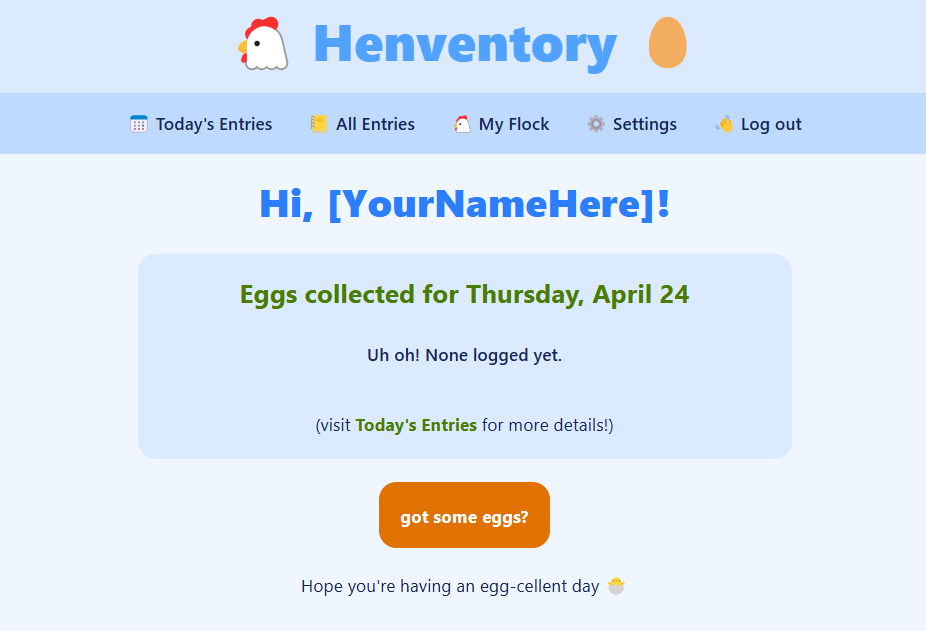 Henventory
Today's Entries All Entries My Flock Settings Log out
Hi, [YourNameHere]!
Eggs collected for Thursday, April 24
Uh oh! None logged yet.
(visit Today's Entries for more details!)
got some eggs?
Hope you're having an egg-cellent day